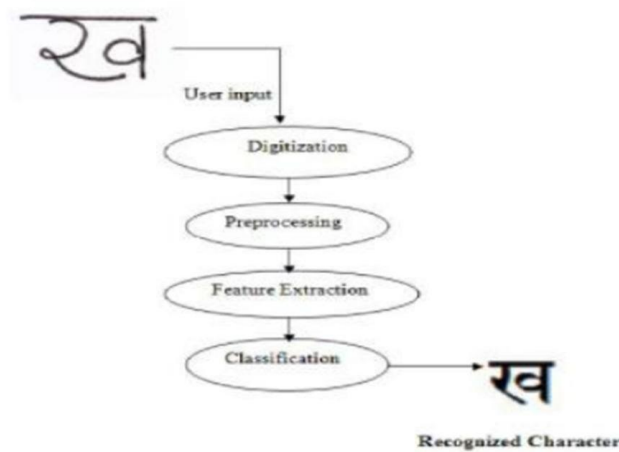 ख
User input
Digitization
Preprocessing
Feature Extraction
Classification
ख
Recognized Character